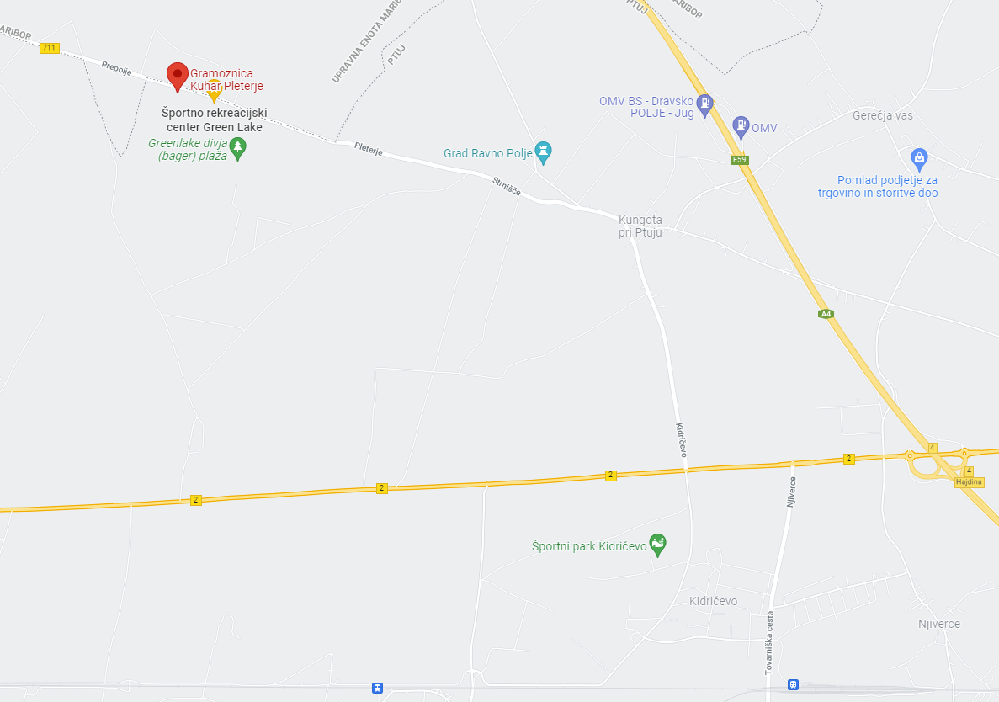 ARIBOR
711
Prepolje
Gramoznica
Kuhar Pleterje
Športno rekreacijski
center Green Lake
Greenlake divja
(bager) plaža
UPRAVNA ENOTA MARIB
PTUJ
PTUJ
ARIBOR
OMV BS - Dravsko
POLJE - Jug
OMV
E59
Gerečja vas
Pomlad podjetje za
trgovino in storitve doo
Pleterje
Grad Ravno Polje
Strnišče
Kungota
pri Ptuju
A4
Kidričevo
4
2
2
2
2
4
Hajdina
Njiverce
Športni park Kidričevo
Kidričevo
Tovarniška cesta
Njiverce